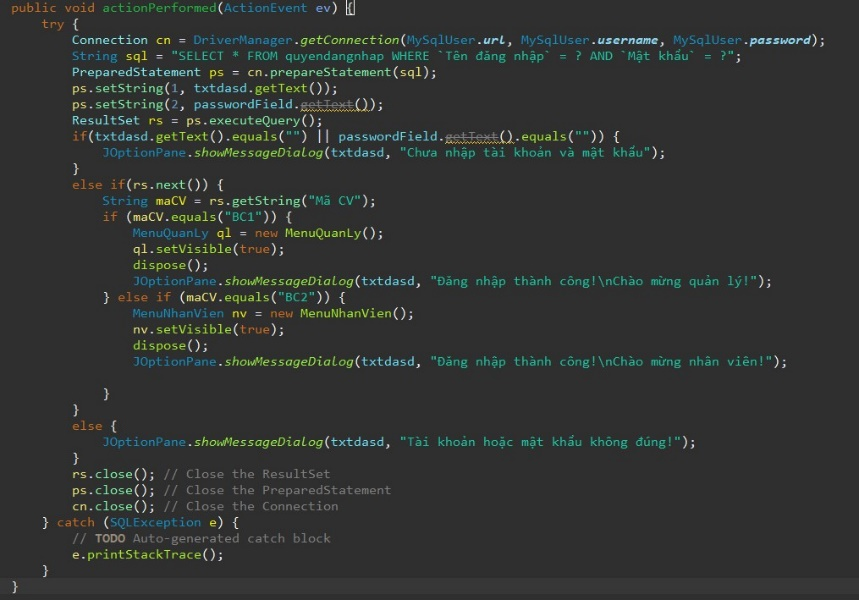 public void actionPerformed(ActionEvent ev) {
try {
Connection cn = DriverManager.getConnection(MySqlUser.url, MySqlUser.username, MySqlUser.password);
String sql = "SELECT * FROM quyendangnhap WHERE `Tên đăng nhập` = ? AND `Mật khẩu` = ?";
PreparedStatement ps = cn.prepareStatement(sql);
ps.setString(1, txtdasd.getText());
ps.setString(2, passwordField.getText());
ResultSet rs = ps.executeQuery();
if(txtdasd.getText().equals("") || passwordField.getText().equals("")) {
JOptionPane.showMessageDialog(txtdasd, "Chưa nhập tài khoản và mật khẩu");
}
else if(rs.next()) {
String maCV = rs.getString("Mã CV");
if (maCV.equals("BC1")) {
MenuQuanLy ql = new MenuQuanLy();
ql.setVisible(true);
dispose();
JOptionPane.showMessageDialog(txtdasd, "Đăng nhập thành công!\nChào mừng quản lý!");
} else if (maCV.equals("BC2")) {
MenuNhanVien nv = new MenuNhanVien();
nv.setVisible(true);
dispose();
JOptionPane.showMessageDialog(txtdasd, "Đăng nhập thành công!\nChào mừng nhân viên!");
}
}
else {
JOptionPane.showMessageDialog(txtdasd, "Tài khoản hoặc mật khẩu không đúng!");
}
rs.close(); // Close the ResultSet
ps.close(); // Close the PreparedStatement
cn.close(); // Close the Connection
} catch (SQLException e) {
// TODO Auto-generated catch block
e.printStackTrace();
}
}